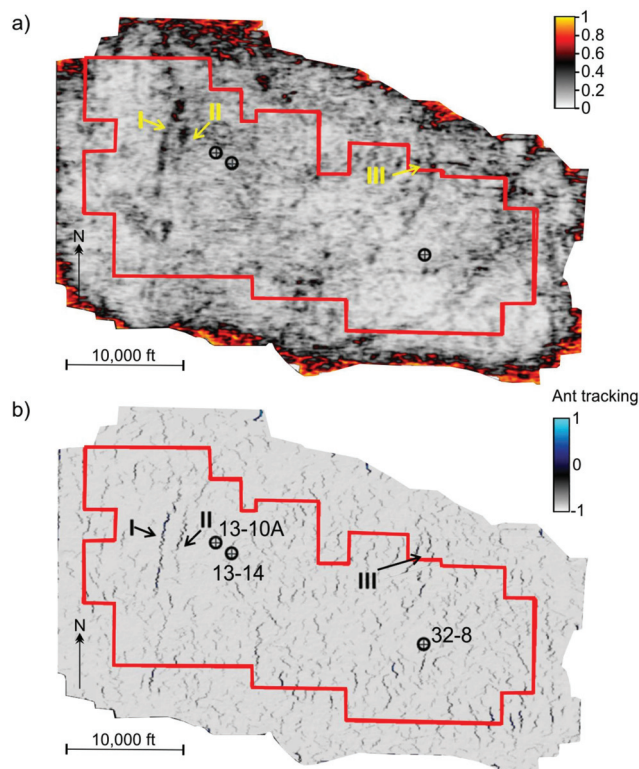 a)
1
0.8
0.6
0.4
0.2
0
I
II
III
N
10,000 ft
b)
Ant tracking
1
0
-1
I
II
13-10A
13-14
III
32-8
N
10,000 ft